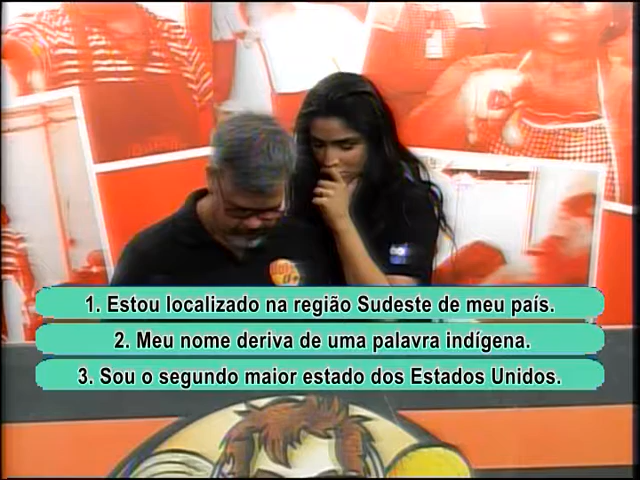 1. Estou localizado na região Sudeste de meu país.
2. Meu nome deriva de uma palavra indígena.
3. Sou o segundo maior estado dos Estados Unidos.